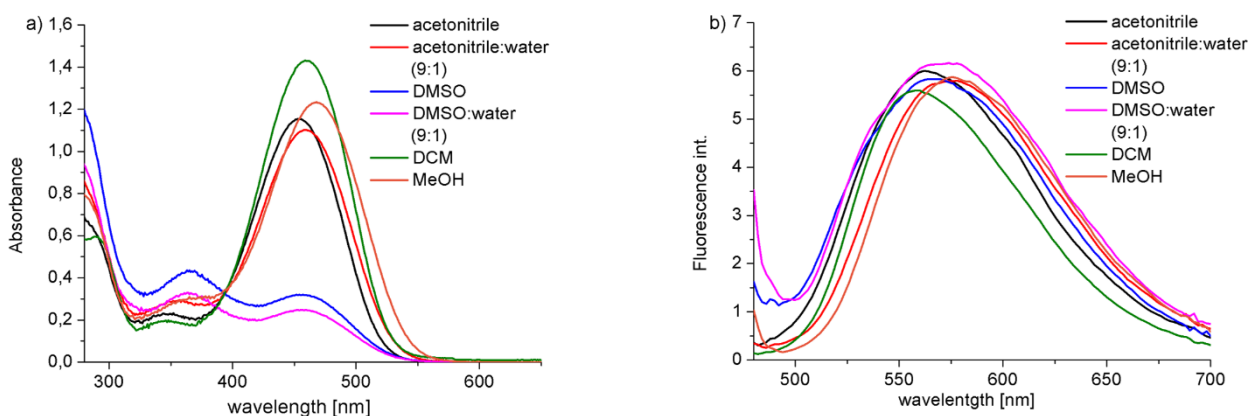 a)
1,6
1,4
1,2
1,0
0,8
0,6
0,4
0,2
0,0
Absorbance
300
400
500
600
wavelength [nm]
acetonitrile
acetonitrile:water
(9:1)
DMSO
DMSO:water
(9:1)
DCM
MeOH
b)
7
6
5
4
3
2
1
0
Fluorescence int.
500
550
600
650
700
wavelentgth [nm]
acetonitrile
acetonitrile:water
(9:1)
DMSO
DMSO:water
(9:1)
DCM
MeOH